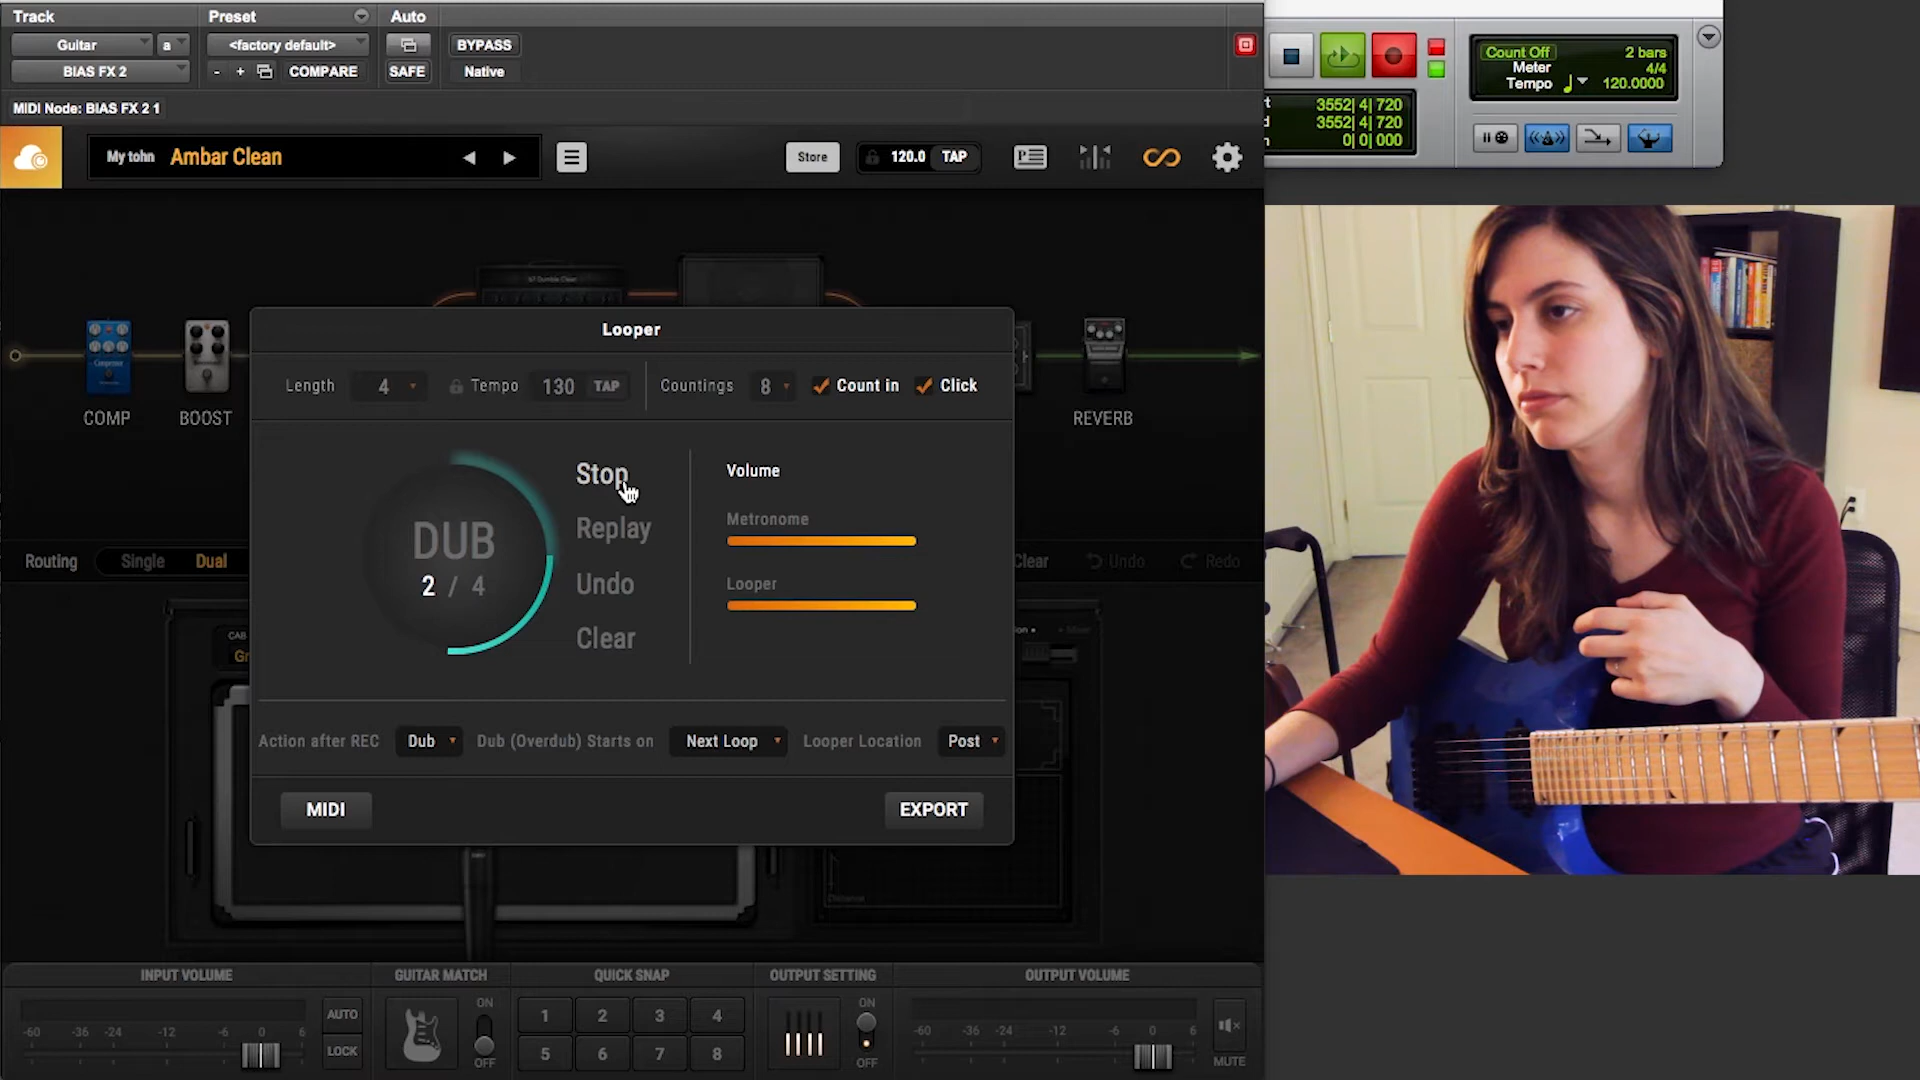 Track
Preset
Auto
Guitar
a
<factory default>
BYPASS
BIAS FX 2
- + COMPARE
SAFE
Native
MIDI Node: BIAS FX 2 1
My tohn Ambar Clean
Store
120.0 TAP
Count Off 2 bars
Meter 4/4
Tempo 120.0000
3552| 4| 720
3552| 4| 720
0| 0| 000
COMP
BOOST
REVERB
Looper
Length 4
Tempo 130 TAP
Countings 8
Count in
Click
DUB
2 / 4
Stop
Replay
Undo
Clear
Volume
Metronome
Looper
Routing Single Dual
Clear
Undo
Redo
CAB
Action after REC Dub
Dub (Overdub) Starts on Next Loop
Looper Location Post
MIDI
EXPORT
INPUT VOLUME
GUITAR MATCH
QUICK SNAP
OUTPUT SETTING
OUTPUT VOLUME
-60 -36 -24 -12 -6 0 6
AUTO
LOCK
ON
OFF
1 2 3 4
5 6 7 8
ON
OFF
-60 -36 -24 -12 -6 0 6
MUTE